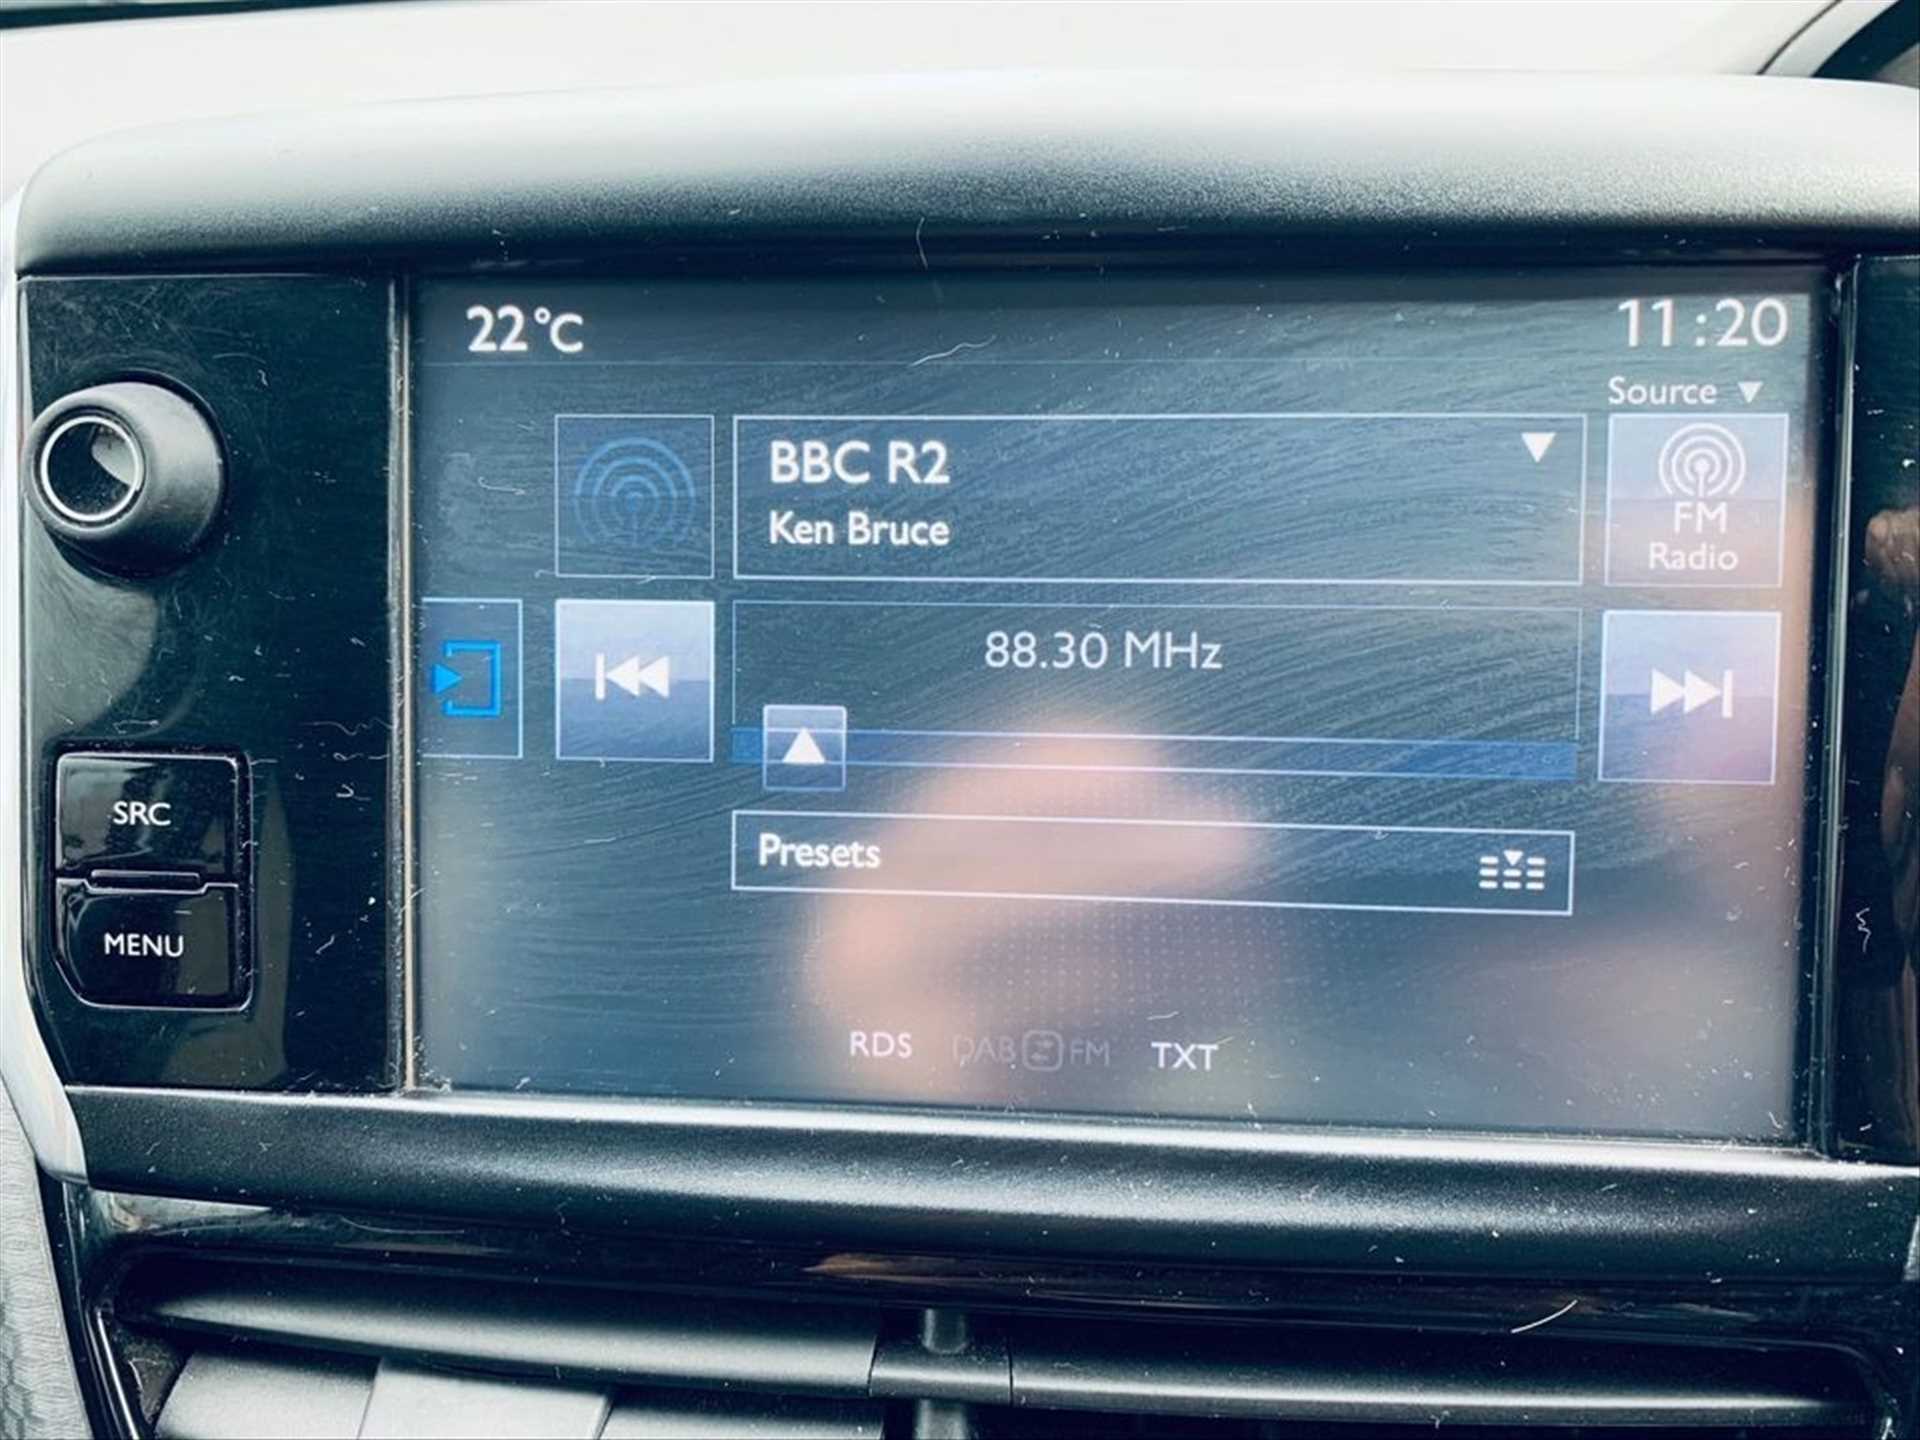 22°C
11:20
Source
BBC R2
Ken Bruce
FM
Radio
88.30 MHz
SRC
Presets
MENU
RDS
DAB FM
TXT